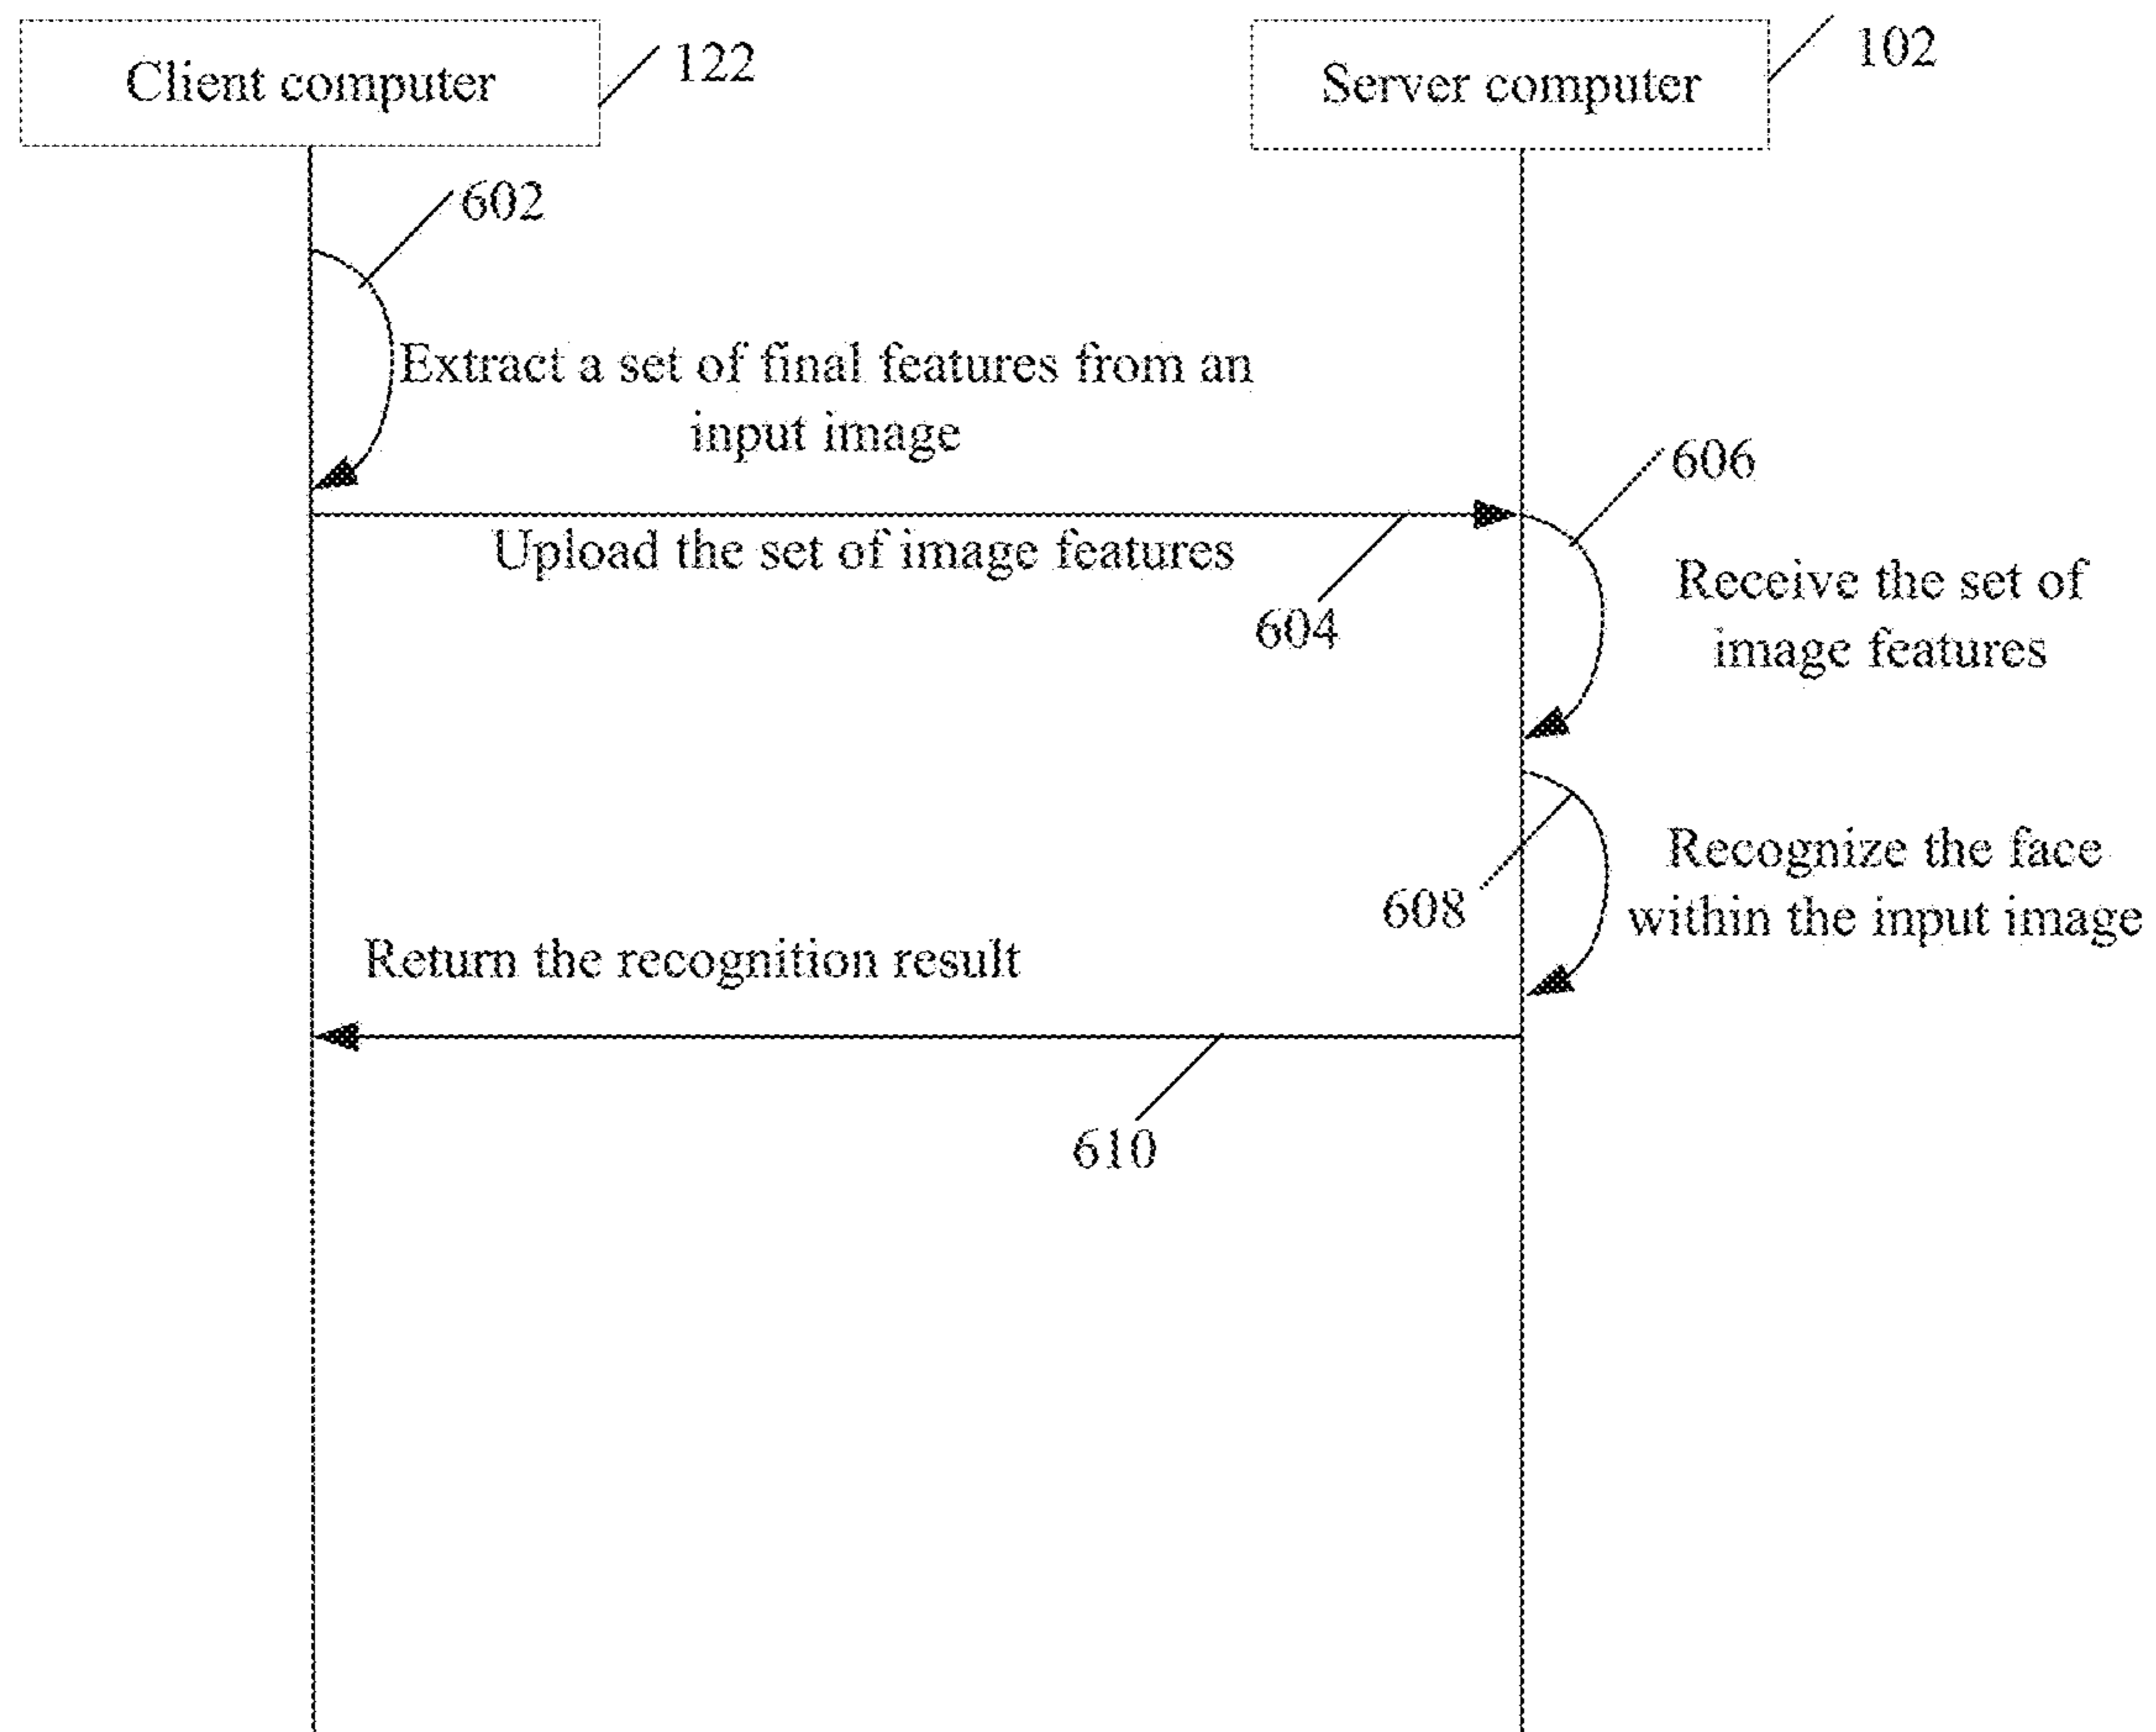 Client computer
122
Server computer
102
602
Extract a set of final features from an
input image
606
Upload the set of image features
604
Receive the set of
image features
608
Recognize the face
within the input image
Return the recognition result
610